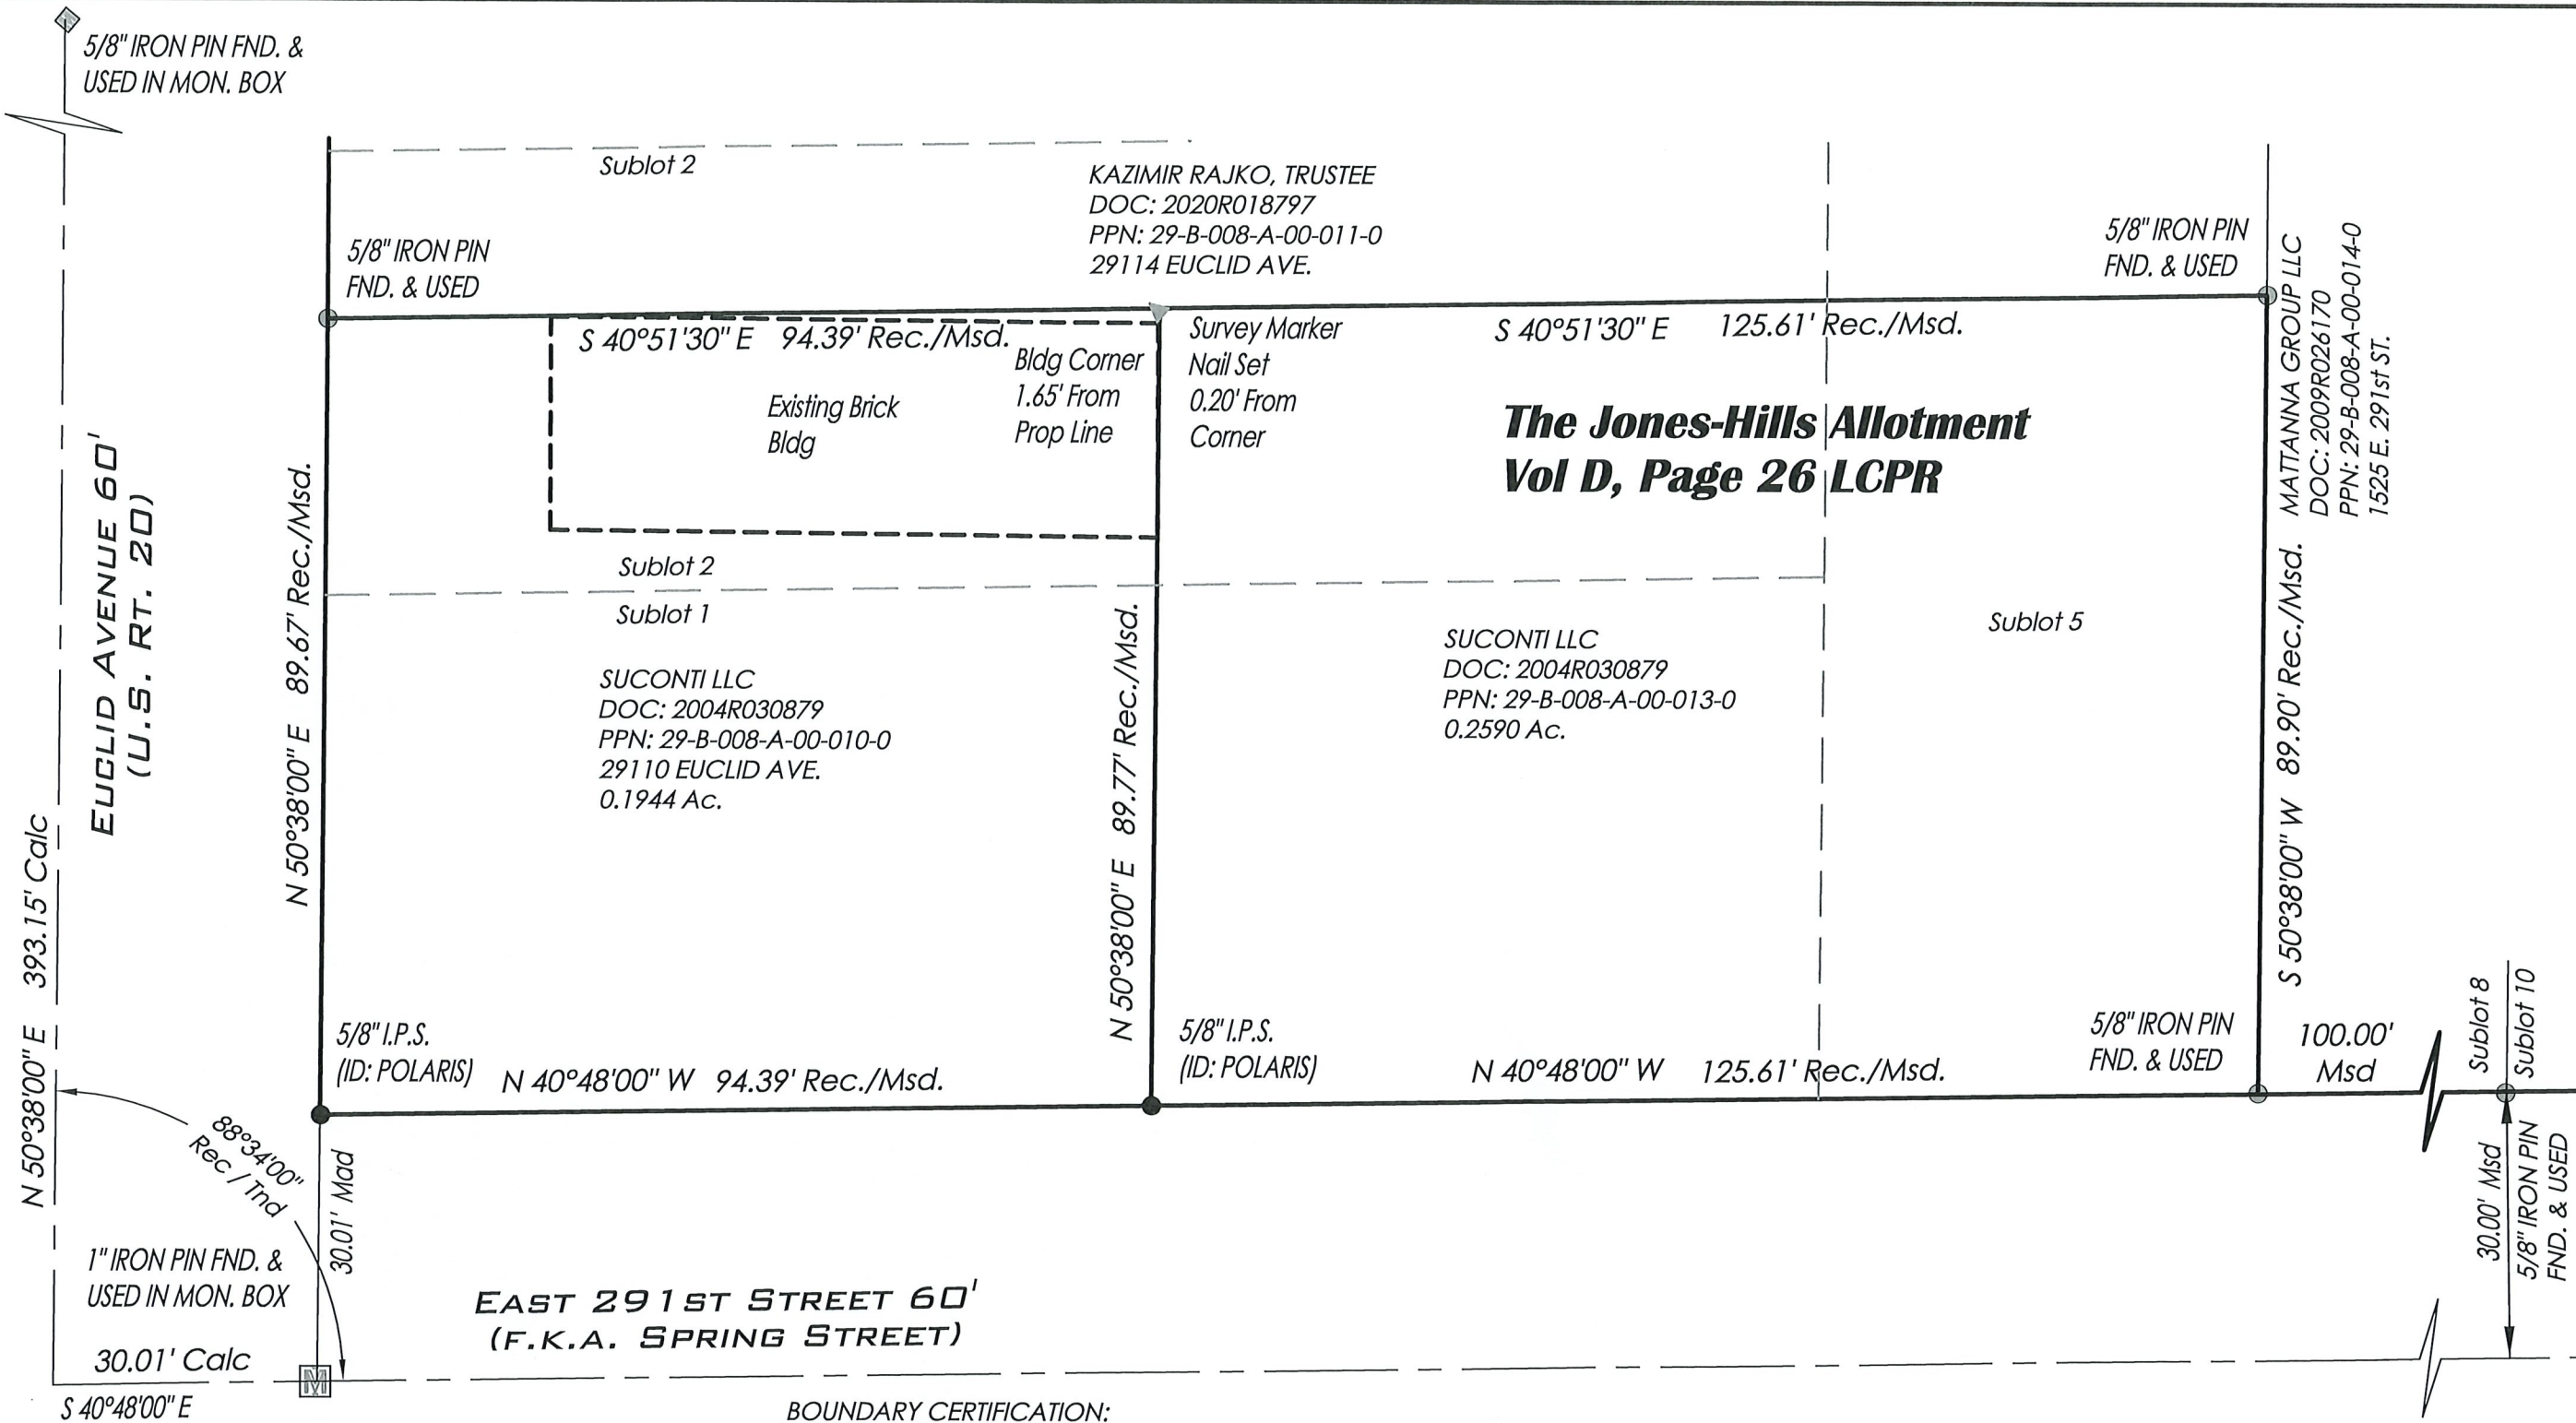 5/8" IRON PIN FND. &
USED IN MON. BOX
Sublot 2
KAZIMIR RAJKO, TRUSTEE
DOC: 2020R018797
PPN: 29-B-008-A-00-011-0
29114 EUCLID AVE.
5/8" IRON PIN
FND. & USED
5/8" IRON PIN
FND. & USED
S 40°51'30" E 94.39' Rec./Msd.
Bldg Corner
1.65' From
Prop Line
Existing Brick
Bldg
Survey Marker
Nail Set
0.20' From
Corner
S 40°51'30" E 125.61' Rec./Msd.
The Jones-Hills Allotment
Vol D, Page 26 LCPR
MATTANNA GROUP LLC
DOC: 2009R026170
PPN: 29-B-008-A-00-014-0
1525 E. 291st ST.
EUCLID AVENUE 60'
(U.S. RT. 20)
N 50°38'00" E 393.15' Calc
N 50°38'00" E 89.67' Rec./Msd.
Sublot 2
Sublot 1
SUCONTI LLC
DOC: 2004R030879
PPN: 29-B-008-A-00-010-0
29110 EUCLID AVE.
0.1944 Ac.
N 50°38'00" E 89.77' Rec./Msd.
SUCONTI LLC
DOC: 2004R030879
PPN: 29-B-008-A-00-013-0
0.2590 Ac.
Sublot 5
S 50°38'00" W 89.90' Rec./Msd.
5/8" I.P.S.
(ID: POLARIS)
N 40°48'00" W 94.39' Rec./Msd.
5/8" I.P.S.
(ID: POLARIS)
N 40°48'00" W 125.61' Rec./Msd.
5/8" IRON PIN
FND. & USED
100.00'
Msd
Sublot 8
Sublot 10
88°34'00"
Rec / Tnd
30.01' Mad
30.00' Msd
5/8" IRON PIN
FND. & USED
1" IRON PIN FND. &
USED IN MON. BOX
EAST 291ST STREET 60'
(F.K.A. SPRING STREET)
30.01' Calc
M
S 40°48'00" E
BOUNDARY CERTIFICATION: